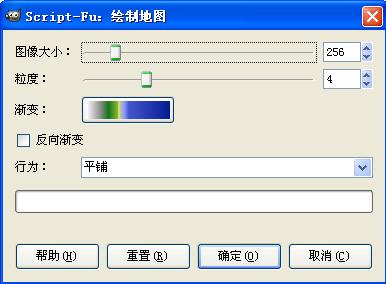 Script-Fu: 绘制地图
图像大小： 256
粒度： 4
渐变：
反向渐变
行为： 平铺
帮助(H) 重置(R) 确定(O) 取消(C)